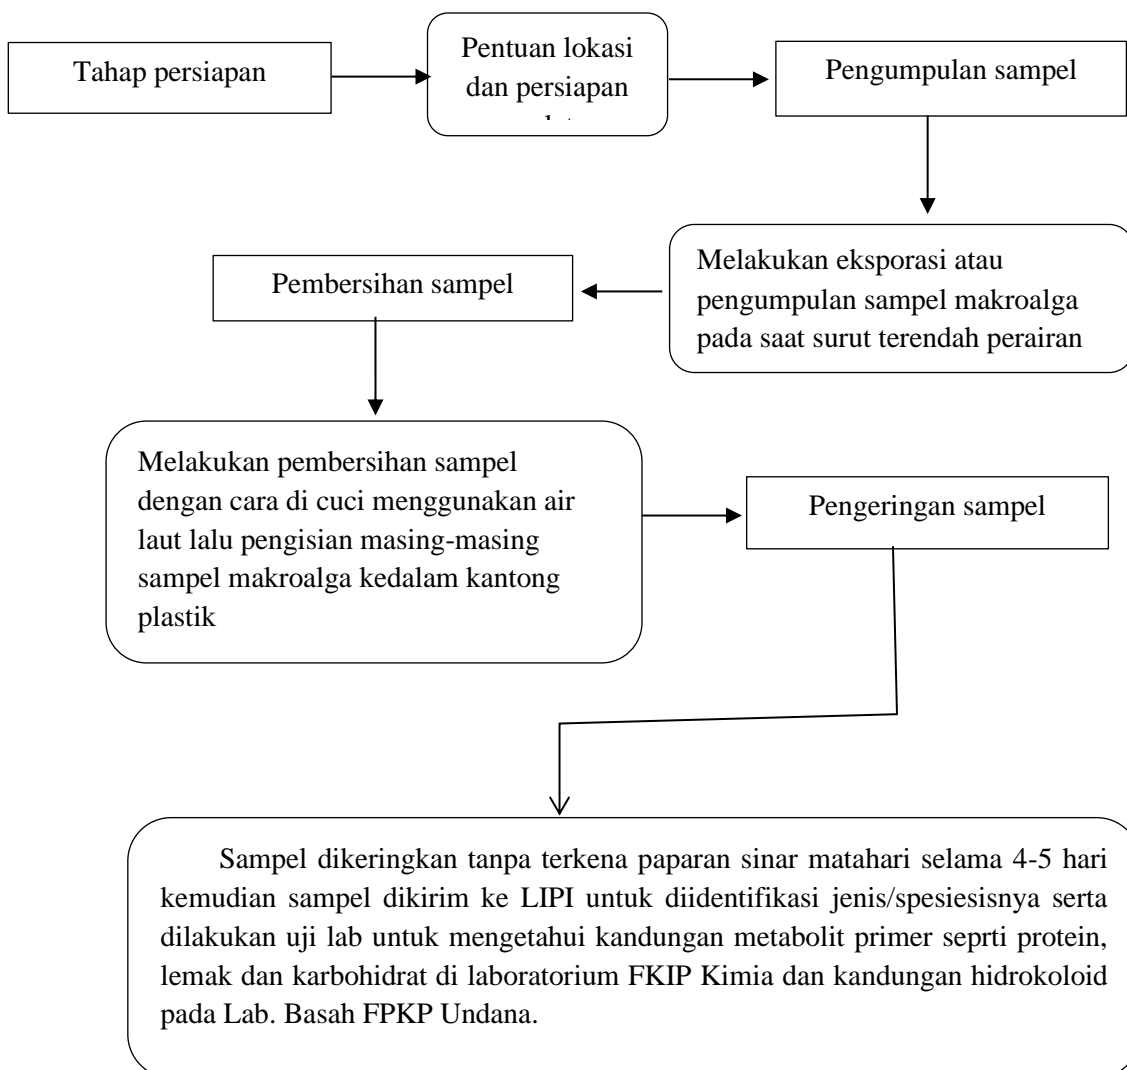 Tahap persiapan
Pentuan lokasi
dan persiapan
Pengumpulan sampel
Melakukan eksporasi atau
pengumpulan sampel makroalga
pada saat surut terendah perairan
Pembersihan sampel
Melakukan pembersihan sampel
dengan cara di cuci menggunakan air
laut lalu pengisian masing-masing
sampel makroalga kedalam kantong
plastik
Pengeringan sampel
Sampel dikeringkan tanpa terkena paparan sinar matahari selama 4-5 hari
kemudian sampel dikirim ke LIPI untuk diidentifikasi jenis/spesiesisnya serta
dilakukan uji lab untuk mengetahui kandungan metabolit primer seprti protein,
lemak dan karbohidrat di laboratorium FKIP Kimia dan kandungan hidrokoloid
pada Lab. Basah FPKP Undana.